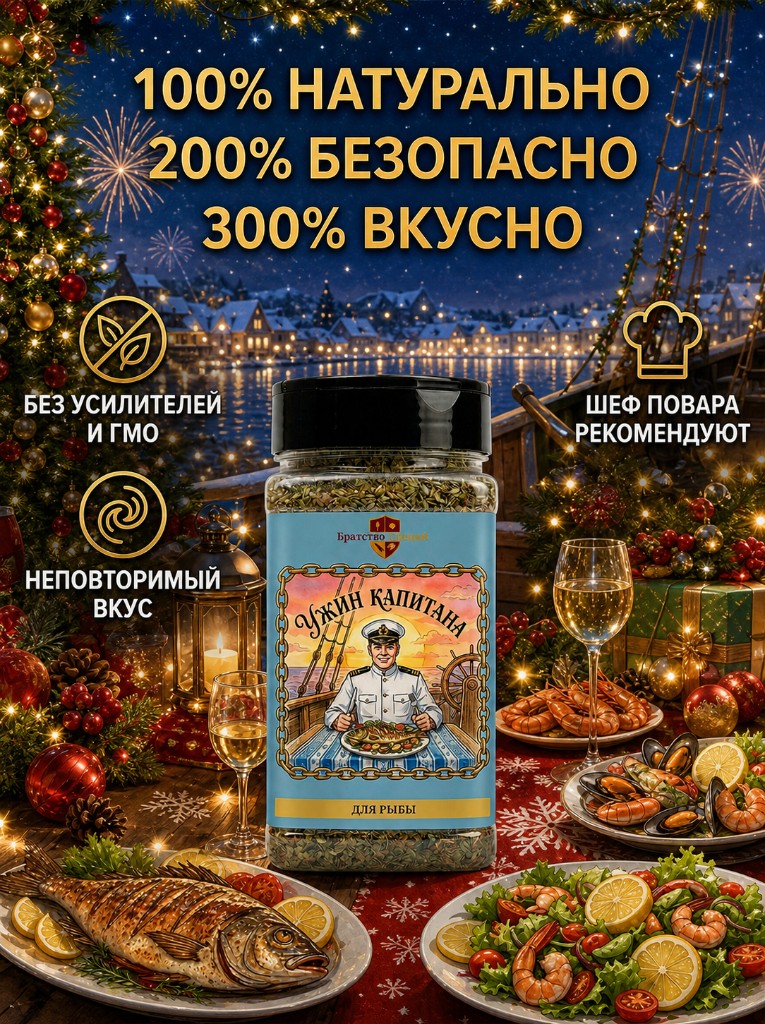 100% НАТУРАЛЬНО
200% БЕЗОПАСНО
300% ВКУСНО
БЕЗ УСИЛИТЕЛЕЙ
И ГМО
ШЕФ ПОВАРА
РЕКОМЕНДУЮТ
НЕПОВТОРИМЫЙ
ВКУС
Братство
УЖИН КАПИТАНА
ДЛЯ РЫБЫ